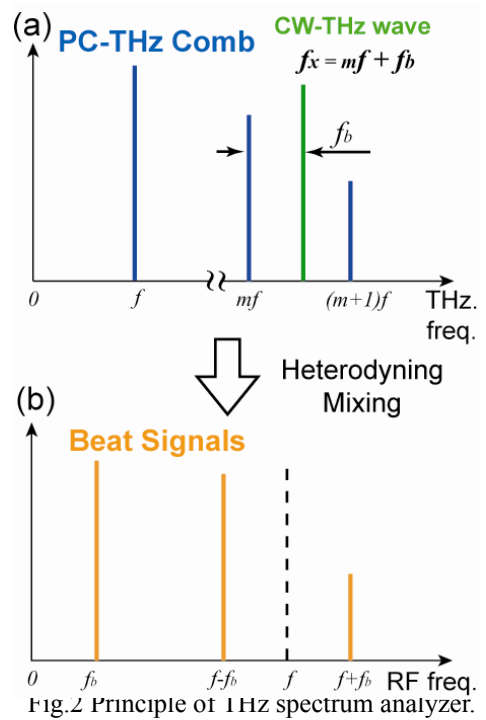 (a)
PC-THz Comb
CW-THz wave
fx = mf + fb
fb
0 f mf (m+1)f THz.
freq.
Heterodyning
Mixing
(b)
Beat Signals
0 fb f-fb f f+fb RF freq.
Fig.2 Principle of THz spectrum analyzer.